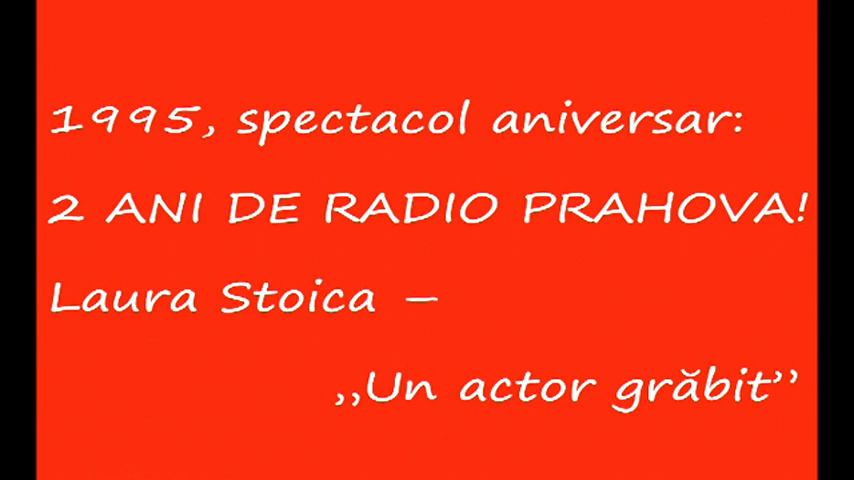 1995, spectacol aniversar:
2 ANI DE RADIO PRAHOVA!
Laura Stoica –
,,Un actor grăbit’’